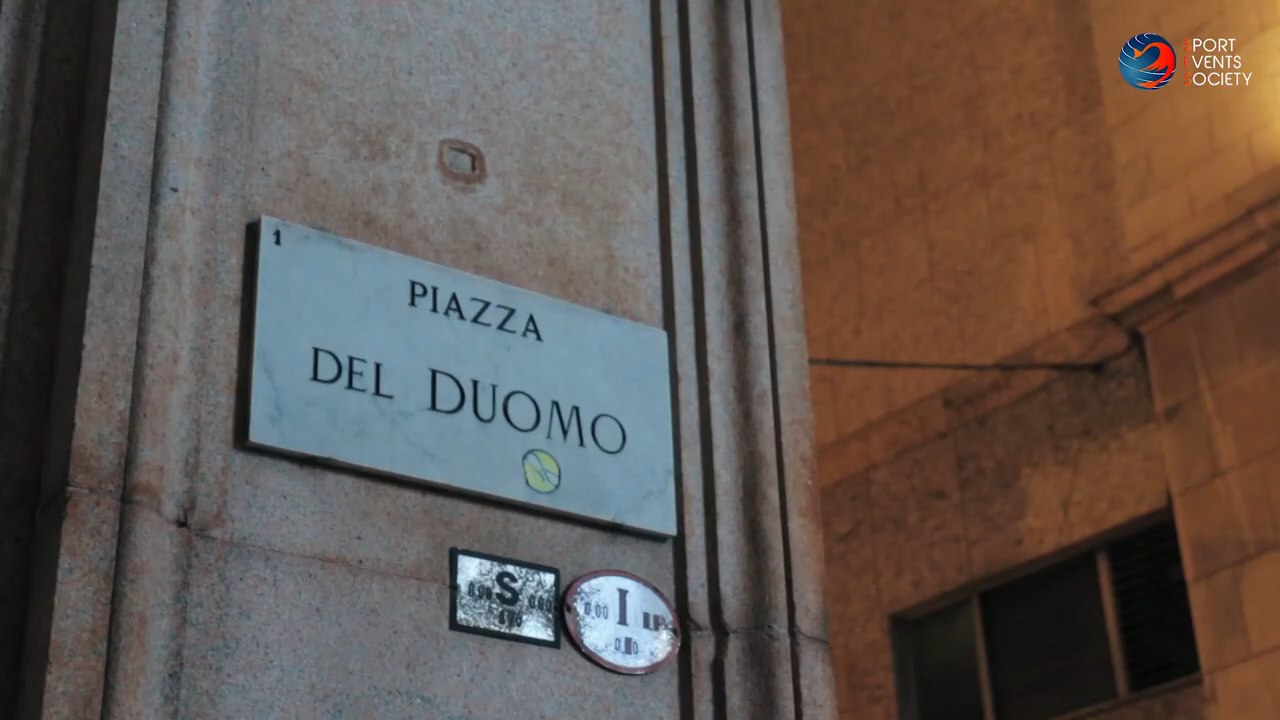 SPORT
EVENTS
SOCIETY
1
PIAZZA
DEL DUOMO
S
I